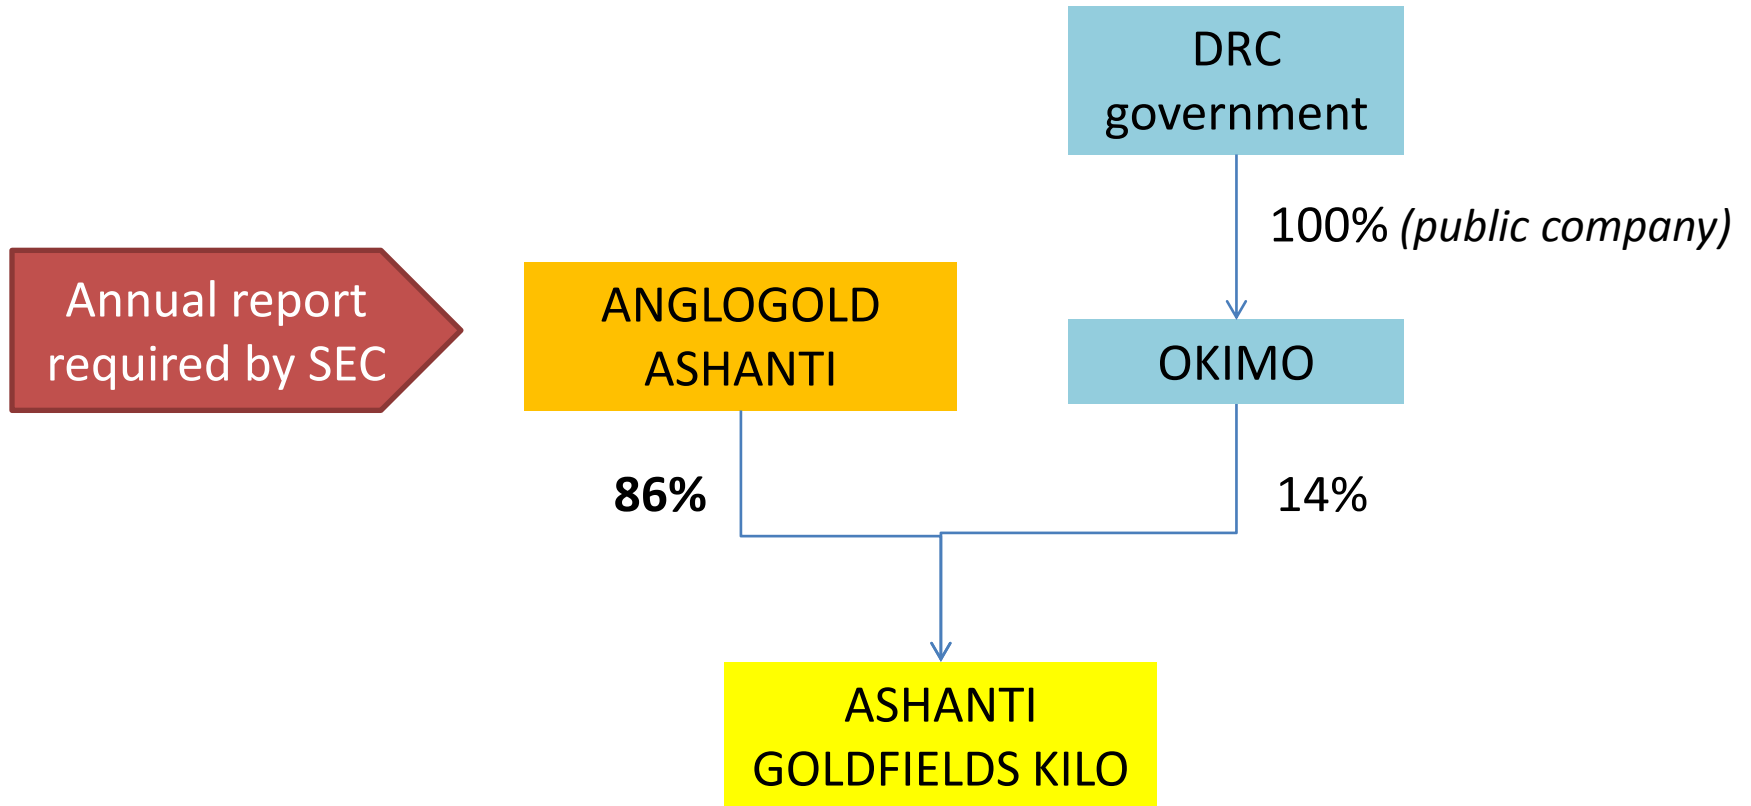 DRC
government
100% (public company)
Annual report
required by SEC
ANGLOGOLD
ASHANTI
OKIMO
86%
14%
ASHANTI
GOLDFIELDS KILO